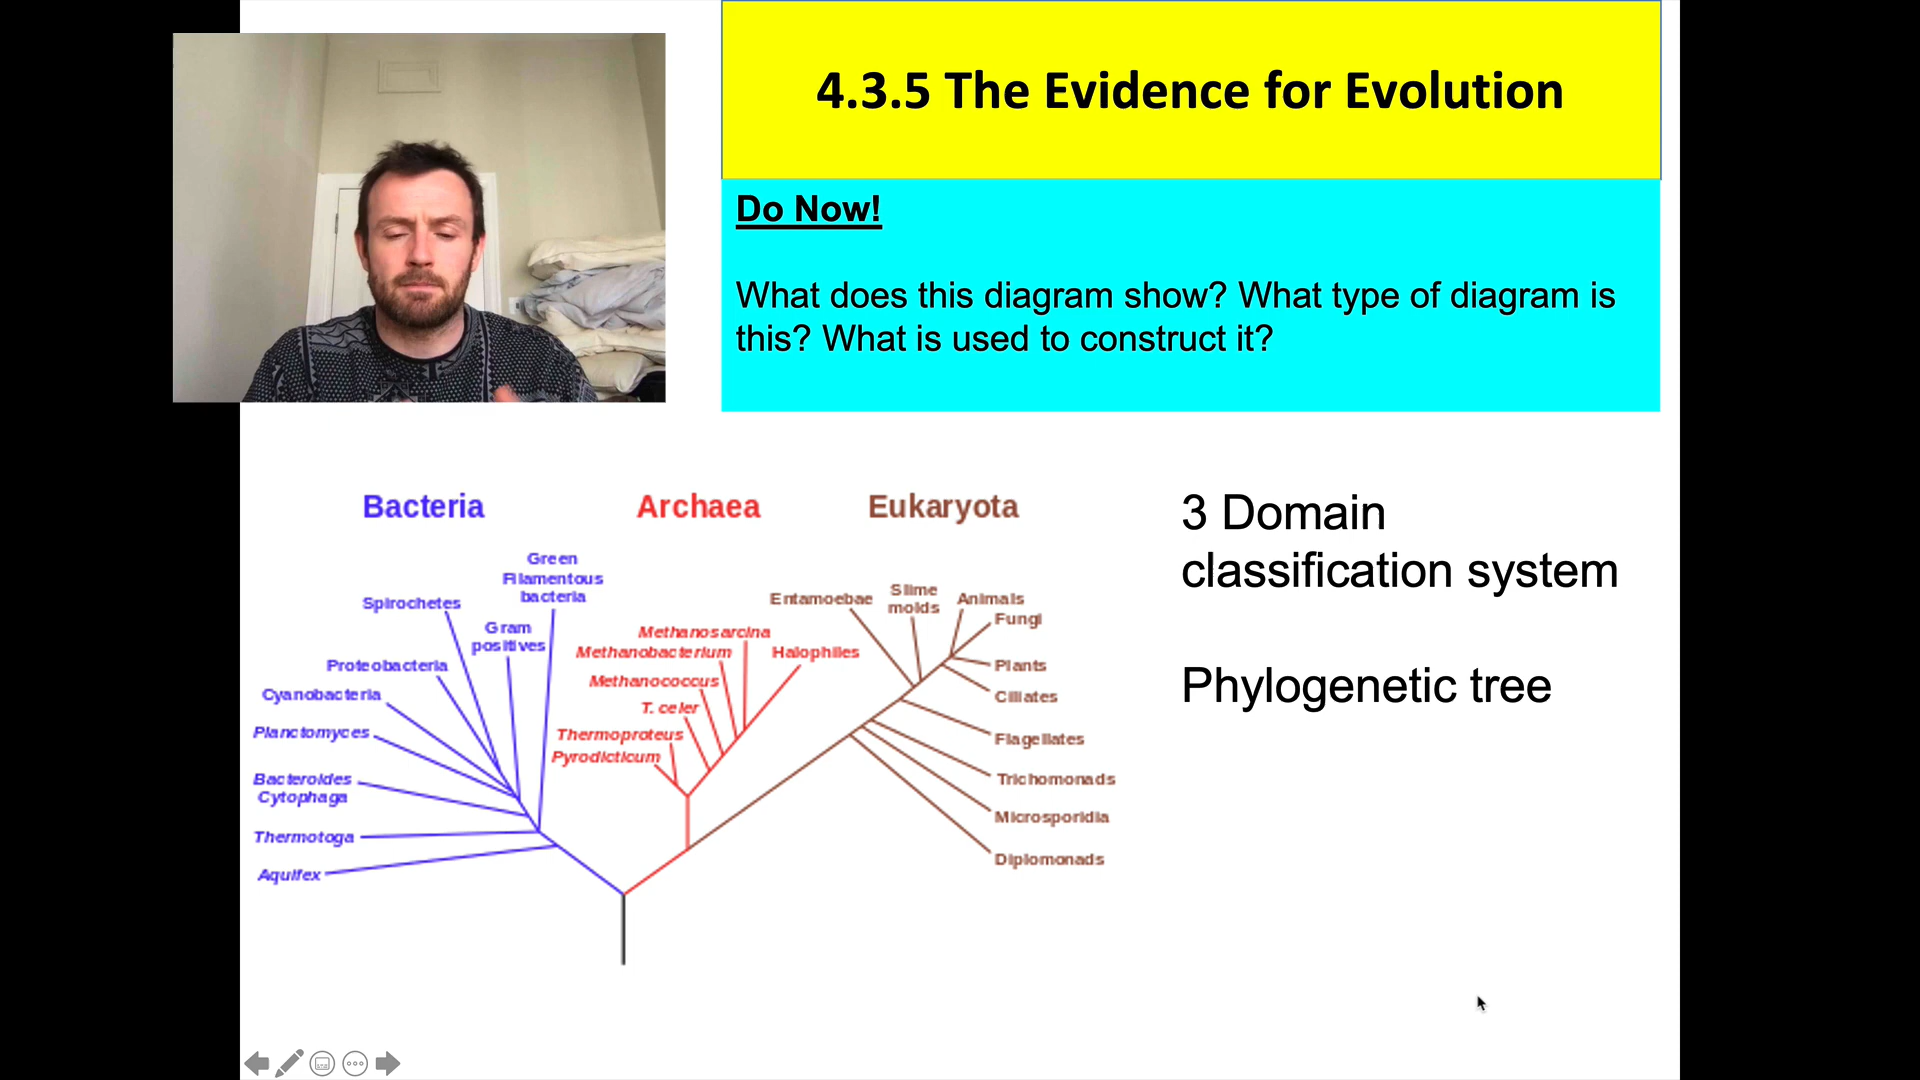 4.3.5 The Evidence for Evolution
Do Now!
What does this diagram show? What type of diagram is
this? What is used to construct it?
Bacteria
Archaea
Eukaryota
Green
Filamentous
bacteria
Spirochetes
Gram
positives
Proteobacteria
Cyanobacteria
Planctomyces
Bacteroides
Cytophaga
Thermotoga
Aquifex
Methanosarcina
Methanobacterium
Halophiles
Methanococcus
T. celer
Thermoproteus
Pyrodicticum
Entamoebae
Slime
molds
Animals
Fungi
Plants
Ciliates
Flagellates
Trichomonads
Microsporidia
Diplomonads
3 Domain
classification system
Phylogenetic tree